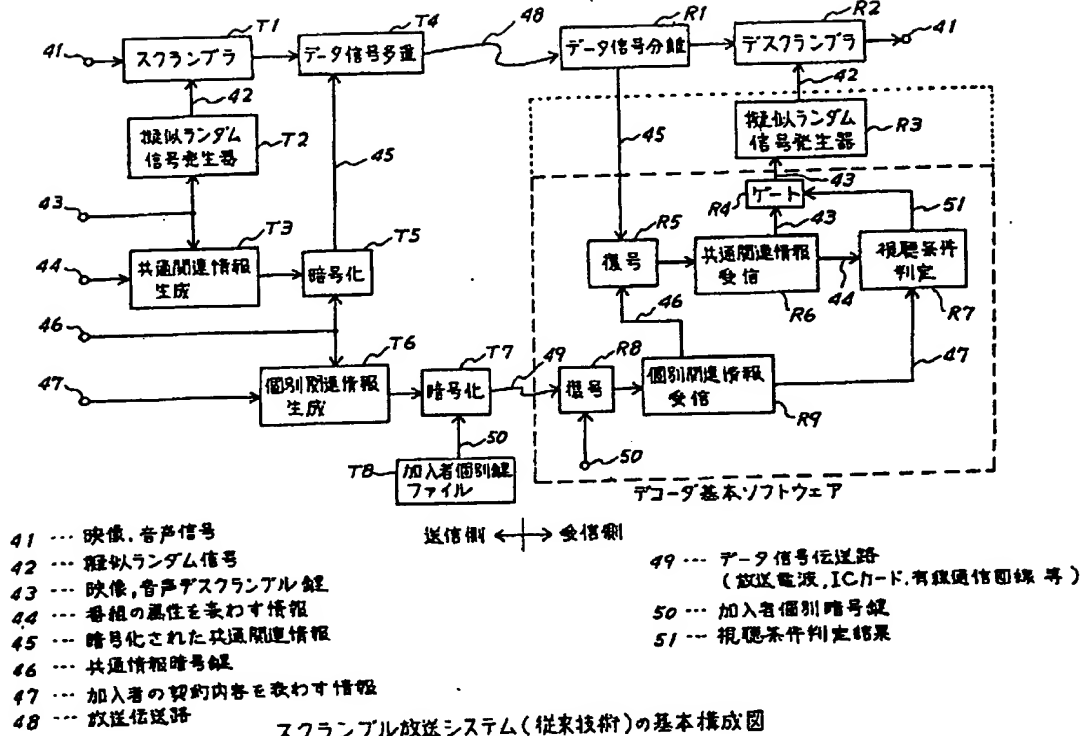 T1
T4
48
R1
R2
41
スクランブラ
データ信号多重
データ信号分離
デスクランブラ
41
42
42
擬似ランダム
信号発生器
T2
擬似ランダム
信号発生器
R3
45
45
43
43
ゲート
R4
51
T3
T5
R5
43
44
共通関連情報
生成
暗号化
復号
共通関連情報
受信
視聴条件
判定
44
R6
R7
46
46
T6
T7
49
R8
47
47
個別関連情報
生成
暗号化
復号
個別関連情報
受信
R9
50
50
T8
加入者個別鍵
ファイル
デコーダ基本ソフトウェア
送信側 ←|→ 受信側
41 … 映像,音声信号
42 … 擬似ランダム信号
43 … 映像,音声デスクランブル鍵
44 … 番組の属性を表わす情報
45 … 暗号化された共通関連情報
46 … 共通情報暗号鍵
47 … 加入者の契約内容を表わす情報
48 … 放送伝送路
49 … データ信号伝送路
(放送電波,ICカード,有線通信回線 等)
50 … 加入者個別暗号鍵
51 … 視聴条件判定結果
スクランブル放送システム(従来技術)の基本構成図